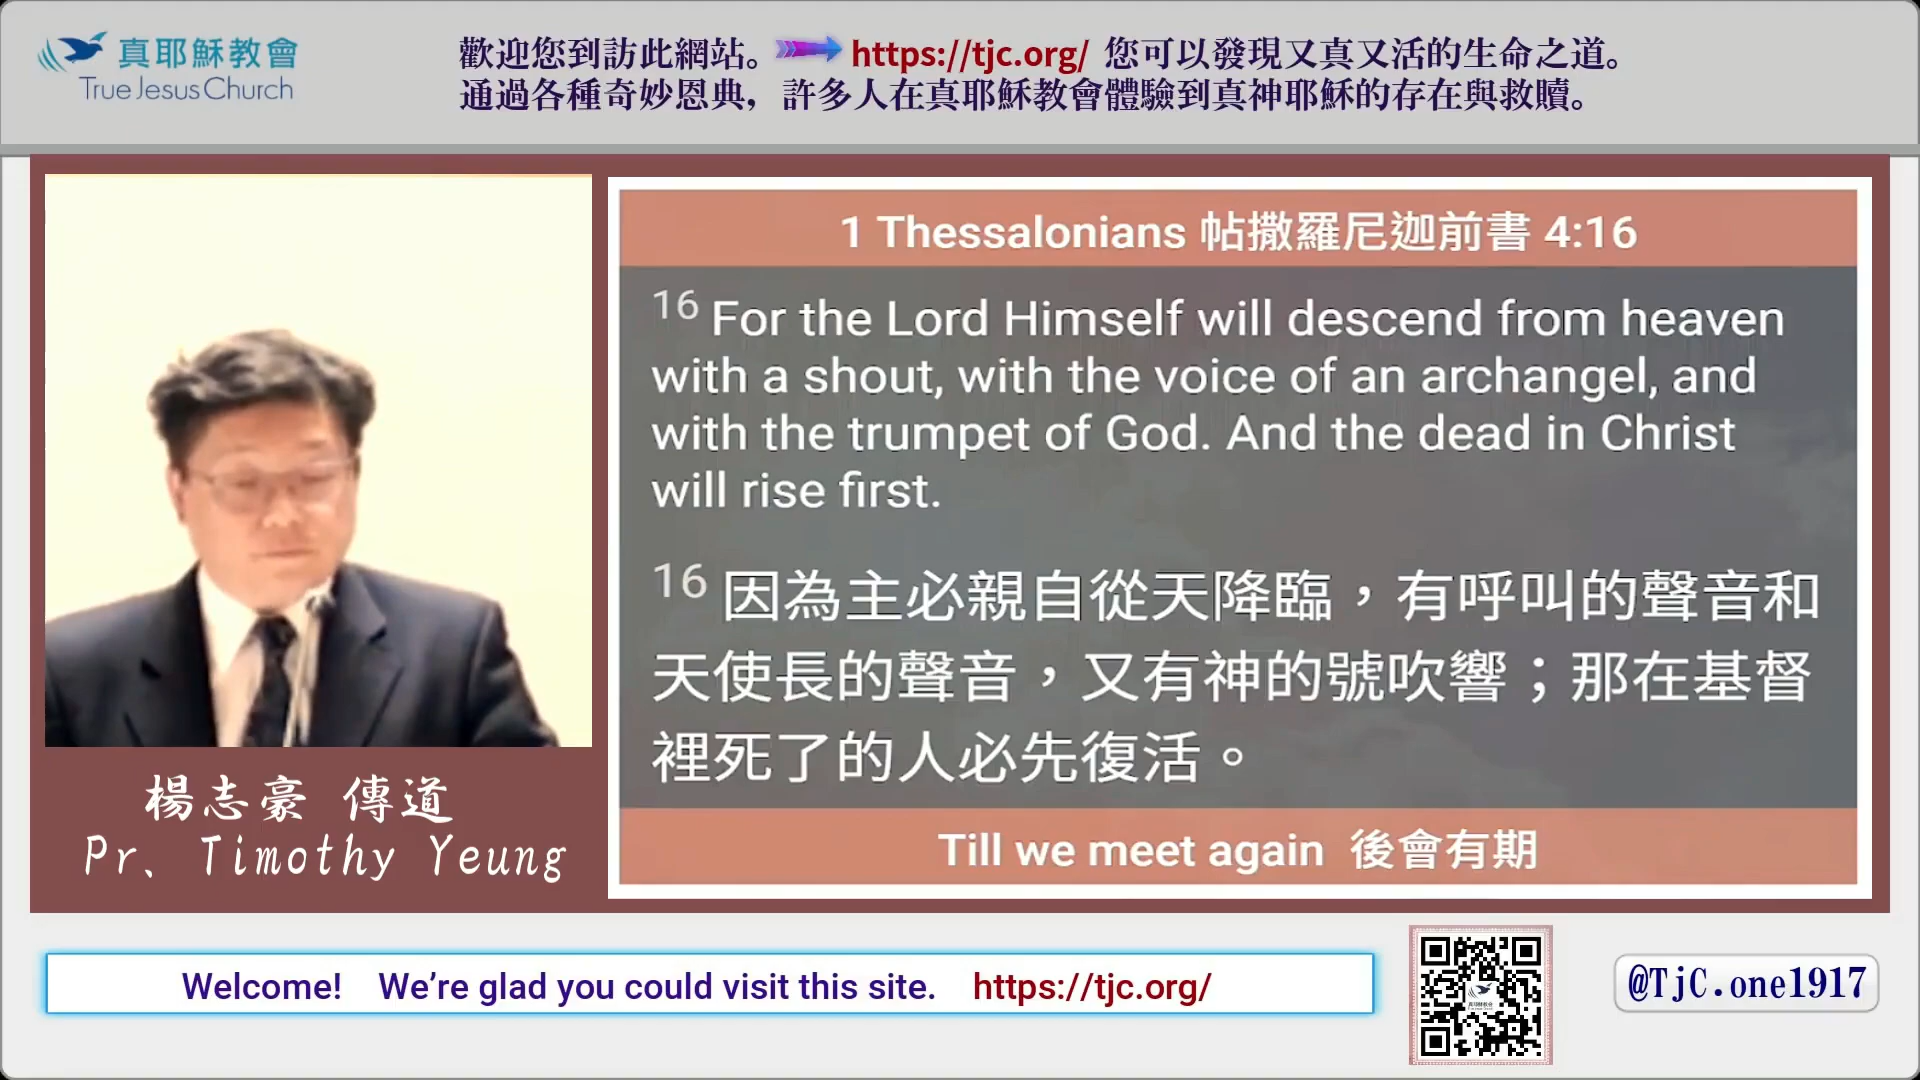 真耶穌教會
True Jesus Church
歡迎您到訪此網站。 https://tjc.org/ 您可以發現又真又活的生命之道。
通過各種奇妙恩典，許多人在真耶穌教會體驗到真神耶穌的存在與救贖。
1 Thessalonians 帖撒羅尼迦前書 4:16
16 For the Lord Himself will descend from heaven
with a shout, with the voice of an archangel, and
with the trumpet of God. And the dead in Christ
will rise first.
16 因為主必親自從天降臨，有呼叫的聲音和
天使長的聲音，又有神的號吹響；那在基督
裡死了的人必先復活。
Till we meet again 後會有期
楊志豪 傳道
Pr、Timothy Yeung
Welcome! We’re glad you could visit this site. https://tjc.org/
@TjC.one1917